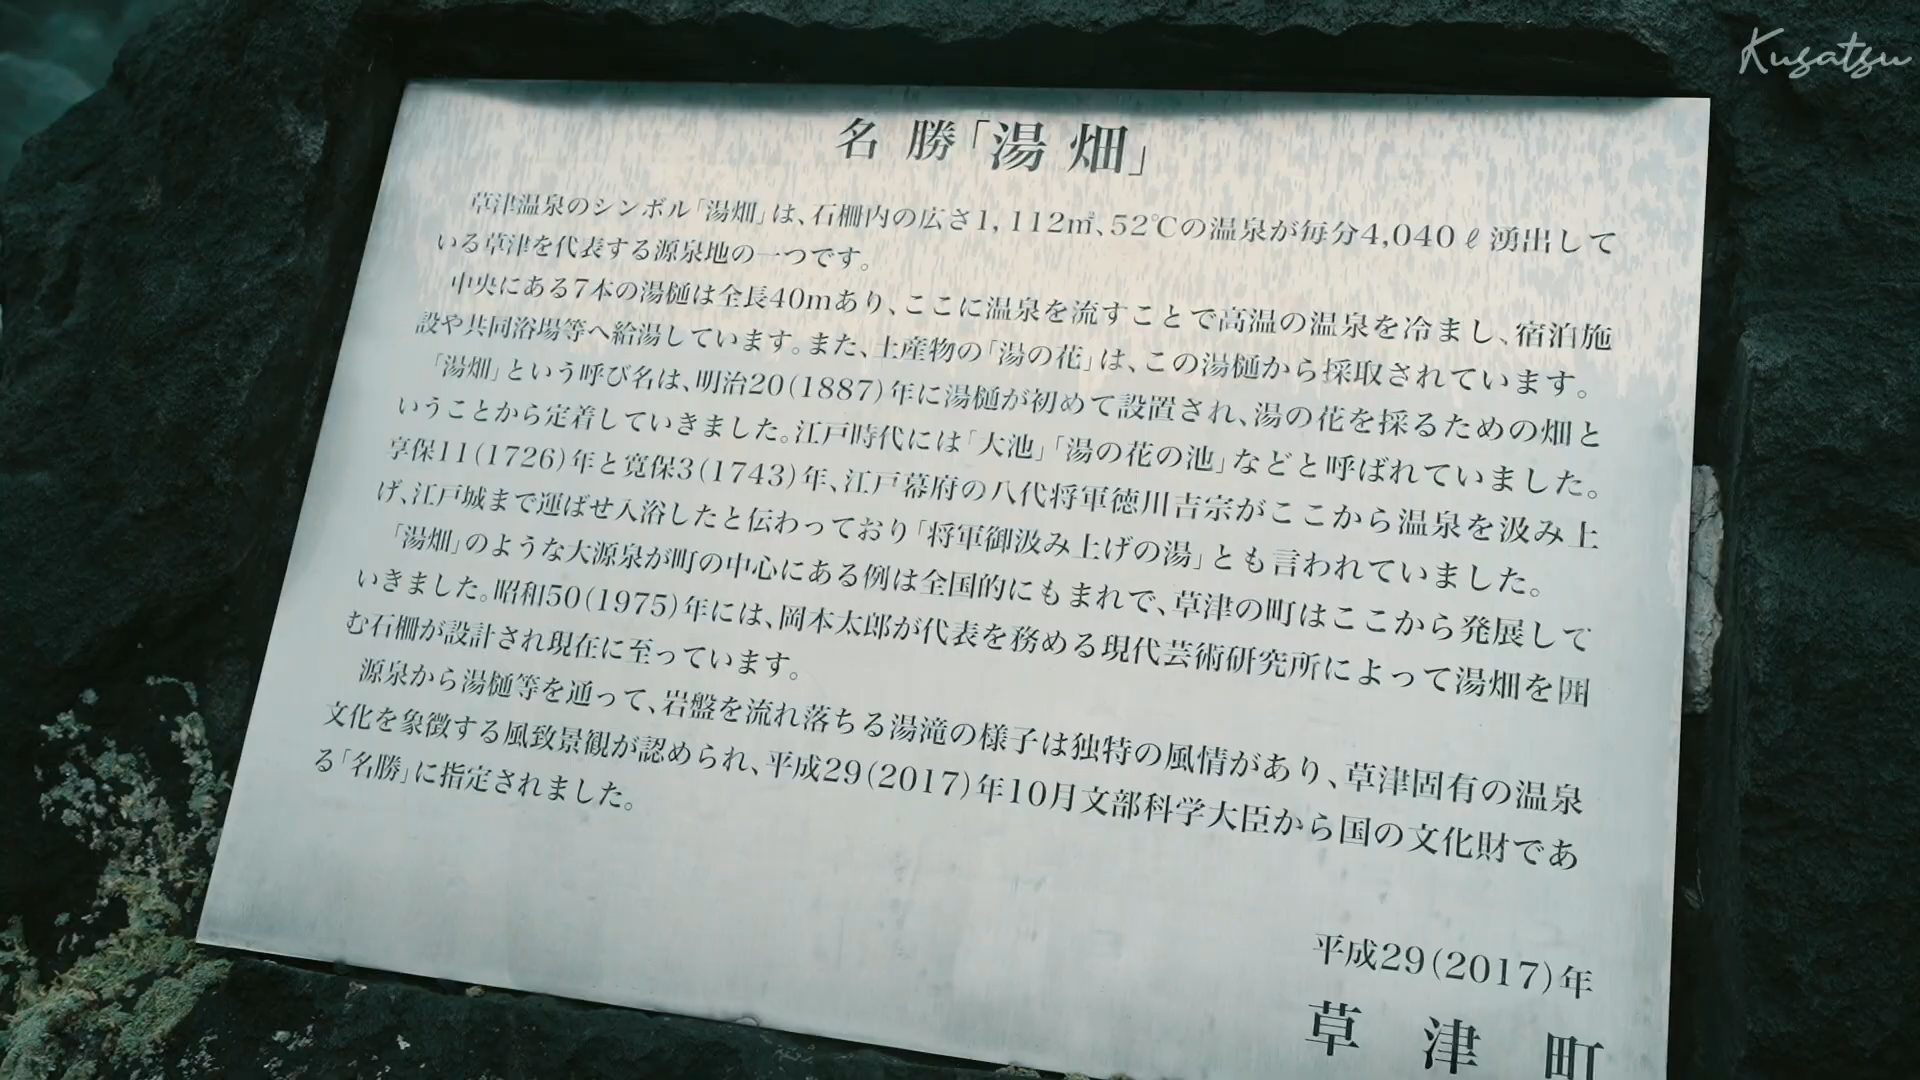 Kusatsu
名勝「湯畑」
草津温泉のシンボル「湯畑」は、石柵内の広さ1,112㎡、52℃の温泉が毎分4,040ℓ湧出して
いる草津を代表する源泉地の一つです。
中央にある7本の湯樋は全長40mあり、ここに温泉を流すことで高温の温泉を冷まし、宿泊施
設や共同浴場等へ給湯しています。また、土産物の「湯の花」は、この湯樋から採取されています。
「湯畑」という呼び名は、明治20(1887)年に湯樋が初めて設置され、湯の花を採るための畑と
いうことから定着していきました。江戸時代には「大池」「湯の花の池」などと呼ばれていました。
享保11(1726)年と寛保3(1743)年、江戸幕府の八代将軍徳川吉宗がここから温泉を汲み上
げ、江戸城まで運ばせ入浴したと伝わっており「将軍御汲み上げの湯」とも言われていました。
「湯畑」のような大源泉が町の中心にある例は全国的にもまれで、草津の町はここから発展して
いきました。昭和50(1975)年には、岡本太郎が代表を務める現代芸術研究所によって湯畑を囲
む石柵が設計され現在に至っています。
源泉から湯樋等を通って、岩盤を流れ落ちる湯滝の様子は独特の風情があり、草津固有の温泉
文化を象徴する風致景観が認められ、平成29(2017)年10月文部科学大臣から国の文化財であ
る「名勝」に指定されました。
平成29(2017)年
草津町